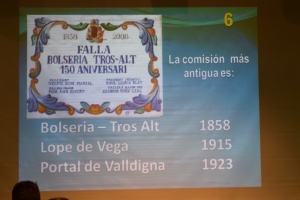 6
1858 2008
FALLA
BOLSERIA TROS-ALT
150 ANIVERSARI
La comisión más
antigua es:
Bolseria – Tros Alt 1858
Lope de Vega 1915
Portal de Valldigna 1923